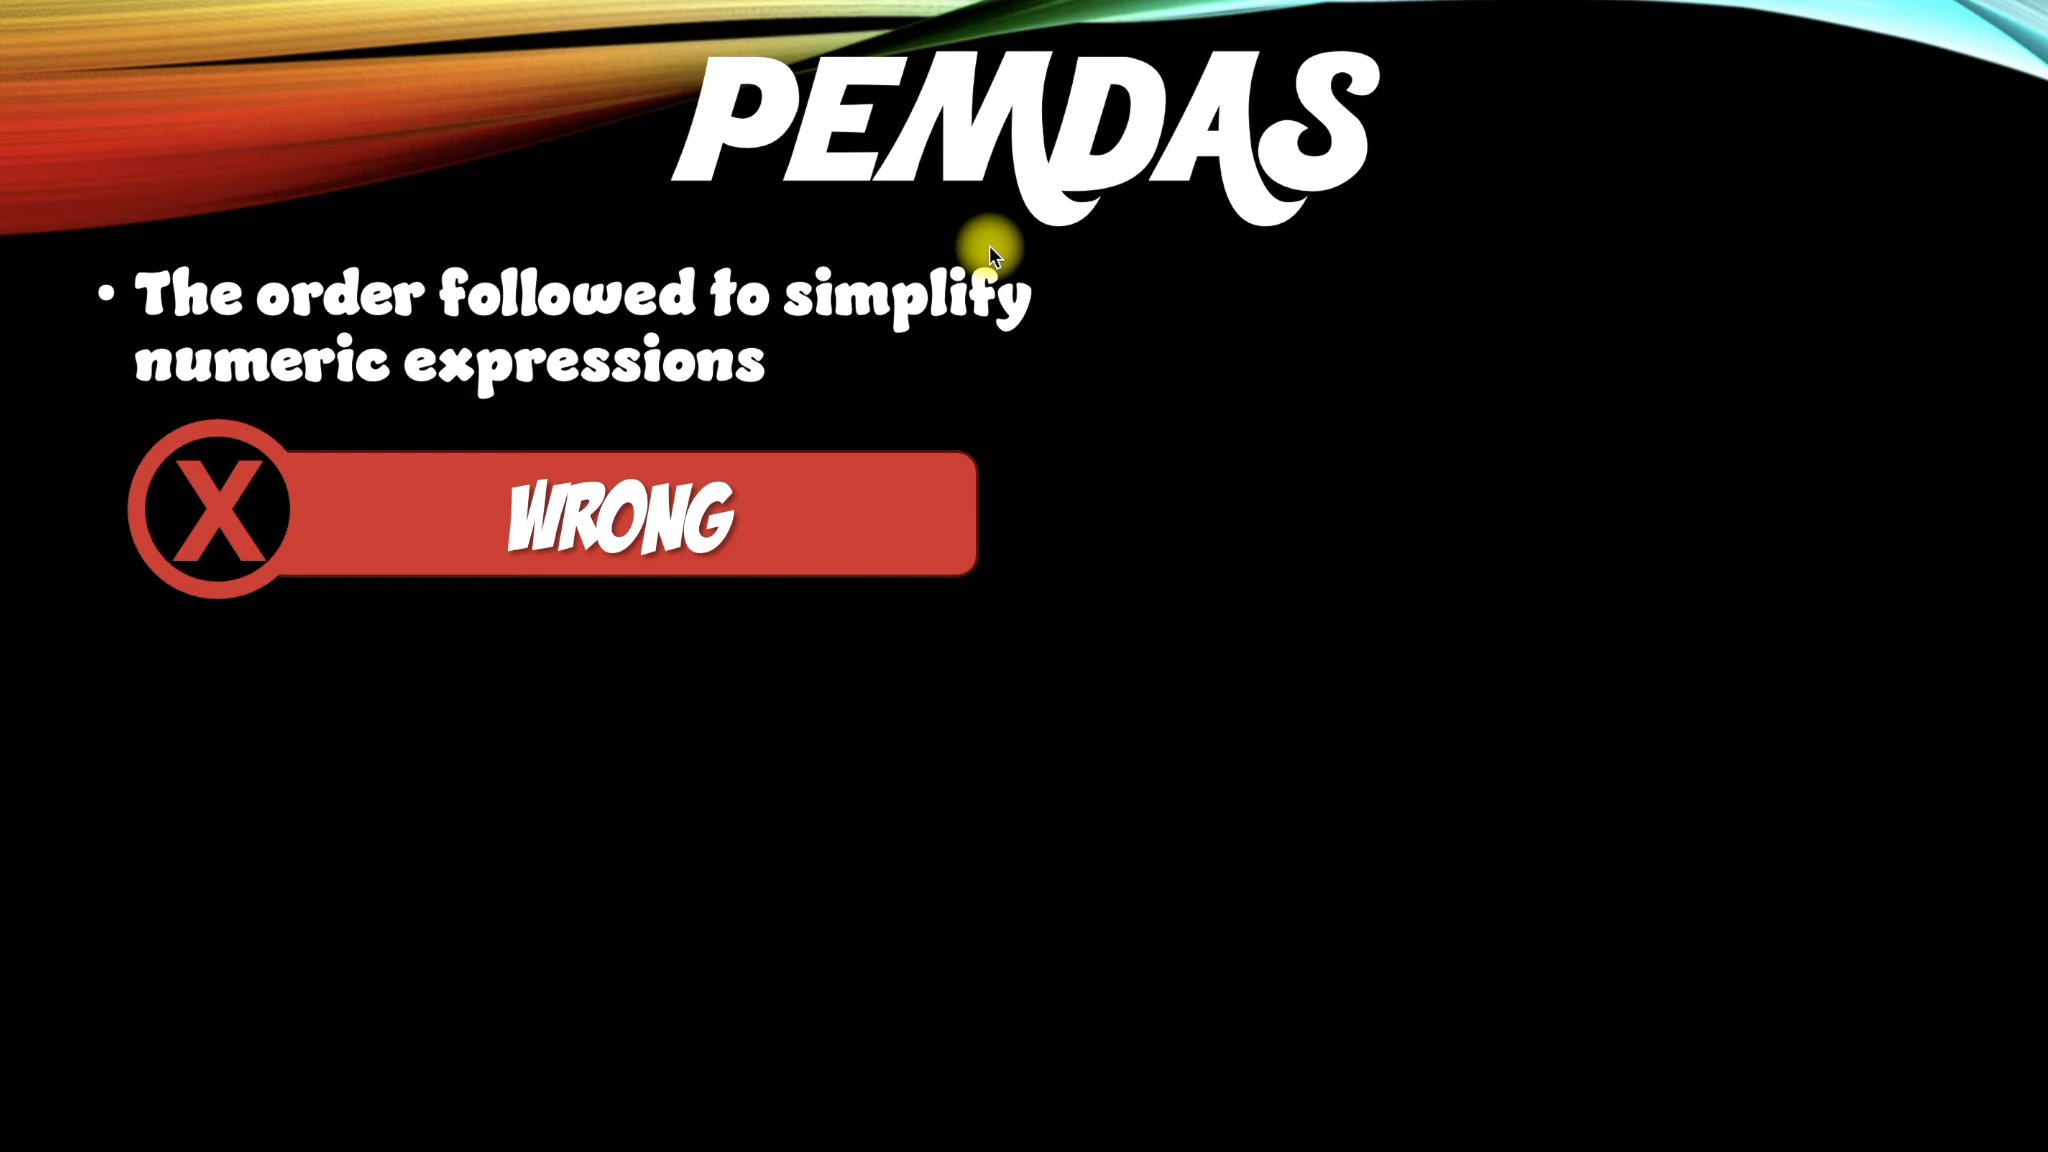 PEMDAS
• The order followed to simplify
numeric expressions
X
WRONG